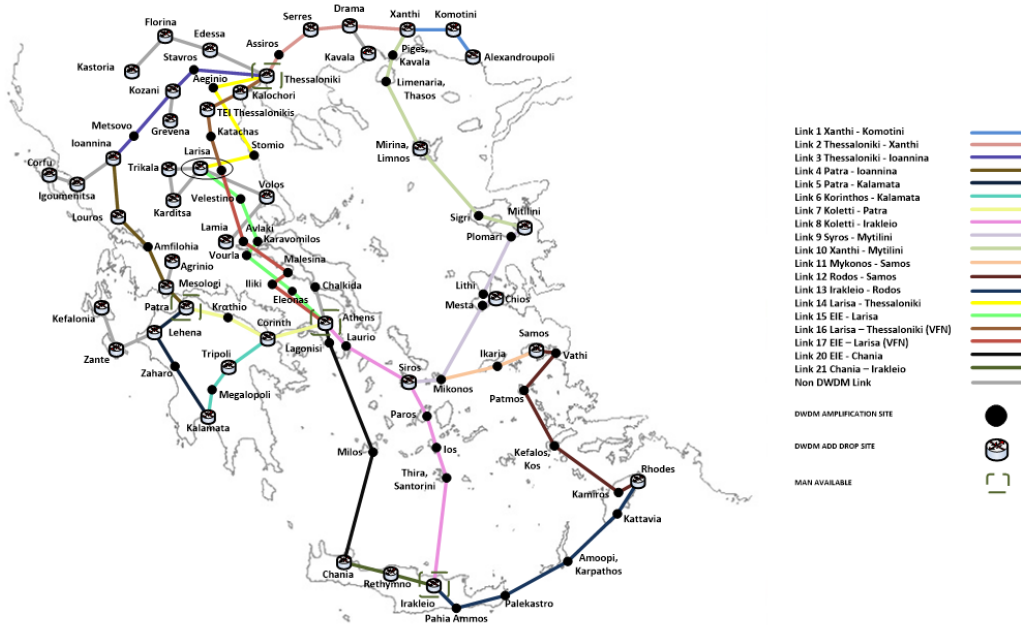 Florina
Edessa
Kastoria
Stavros
Aeginio
Kozani
Grevena
Metsovo
Ioannina
Corfu
Igoumenitsa
Serres
Drama
Xanthi
Komotini
Assiros
Kavala
Piges,
Kavala
Alexandroupoli
Thessaloniki
Limenaria,
Thasos
Kalochori
TEI Thessalonikis
Katachas
Larisa
Stomio
Trikala
Karditsa
Volos
Velestino
Louros
Lamia
Avlaki
Karavomilos
Mirina,
Limnos
Sigri
Mitilini
Plomari
Amfilohia
Agrinio
Vourla
Malesina
Iliki
Eleonas
Chalkida
Lithi
Mesta
Chios
Mesologi
Kefalonia
Patra
Krathio
Lehena
Corinth
Athens
Lagonisi
Laurio
Zante
Zaharo
Tripoli
Megalopoli
Kalamata
Samos
Ikaria
Vathi
Siros
Mikonos
Patmos
Paros
Milos
Ios
Thira,
Santorini
Kefalos,
Kos
Rhodes
Kamiros
Kattavia
Amoopi,
Karpathos
Chania
Rethymno
Irakleio
Palekastro
Pahia Ammos
Link 1 Xanthi - Komotini
Link 2 Thessaloniki - Xanthi
Link 3 Thessaloniki - Ioannina
Link 4 Patra - Ioannina
Link 5 Patra - Kalamata
Link 6 Korinthos - Kalamata
Link 7 Koletti - Patra
Link 8 Koletti - Irakleio
Link 9 Syros - Mytilini
Link 10 Xanthi - Mytilini
Link 11 Mykonos - Samos
Link 12 Rodos - Samos
Link 13 Irakleio - Rodos
Link 14 Larisa - Thessaloniki
Link 15 EIE - Larisa
Link 16 Larisa – Thessaloniki (VFN)
Link 17 EIE – Larisa (VFN)
Link 20 EIE - Chania
Link 21 Chania – Irakleio
Non DWDM Link
DWDM AMPLIFICATION SITE
DWDM ADD DROP SITE
MAN AVAILABLE